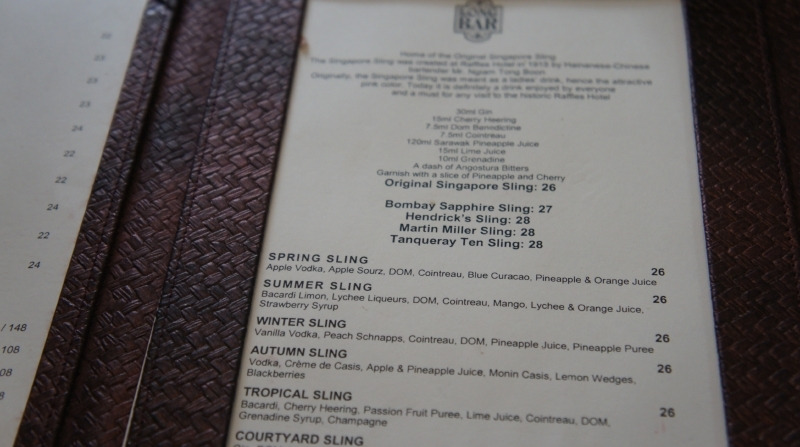 BAR
Home of the Original Singapore Sling
The Singapore Sling was created at Raffles Hotel in 1915 by Hainanese-Chinese
bartender Mr. Ngiam Tong Boon
Originally, the Singapore Sling was meant as a ladies' drink, hence the attractive
pink color. Today it is definitely a drink enjoyed by everyone
and a must for any visit to the historic Raffles Hotel
30ml Gin
15ml Cherry Heering
7.5ml Dom Benedictine
7.5ml Cointreau
120ml Sarawak Pineapple Juice
15ml Lime Juice
10ml Grenadine
A dash of Angostura Bitters
Garnish with a slice of Pineapple and Cherry
Original Singapore Sling: 26
Bombay Sapphire Sling: 27
Hendrick's Sling: 28
Martin Miller Sling: 28
Tanqueray Ten Sling: 28
SPRING SLING 26
Apple Vodka, Apple Sourz, DOM, Cointreau, Blue Curacao, Pineapple & Orange Juice
SUMMER SLING 26
Bacardi Limon, Lychee Liqueurs, DOM, Cointreau, Mango, Lychee & Orange Juice,
Strawberry Syrup
WINTER SLING 26
Vanilla Vodka, Peach Schnapps, Cointreau, DOM, Pineapple Juice, Pineapple Puree
AUTUMN SLING 26
Vodka, Crème de Casis, Apple & Pineapple Juice, Monin Casis, Lemon Wedges,
Blackberries
TROPICAL SLING 26
Bacardi, Cherry Heering, Passion Fruit Puree, Lime Juice, Cointreau, DOM,
Grenadine Syrup, Champagne
COURTYARD SLING
23
23
23
24
22
22
24
22
24
/ 148
108
08